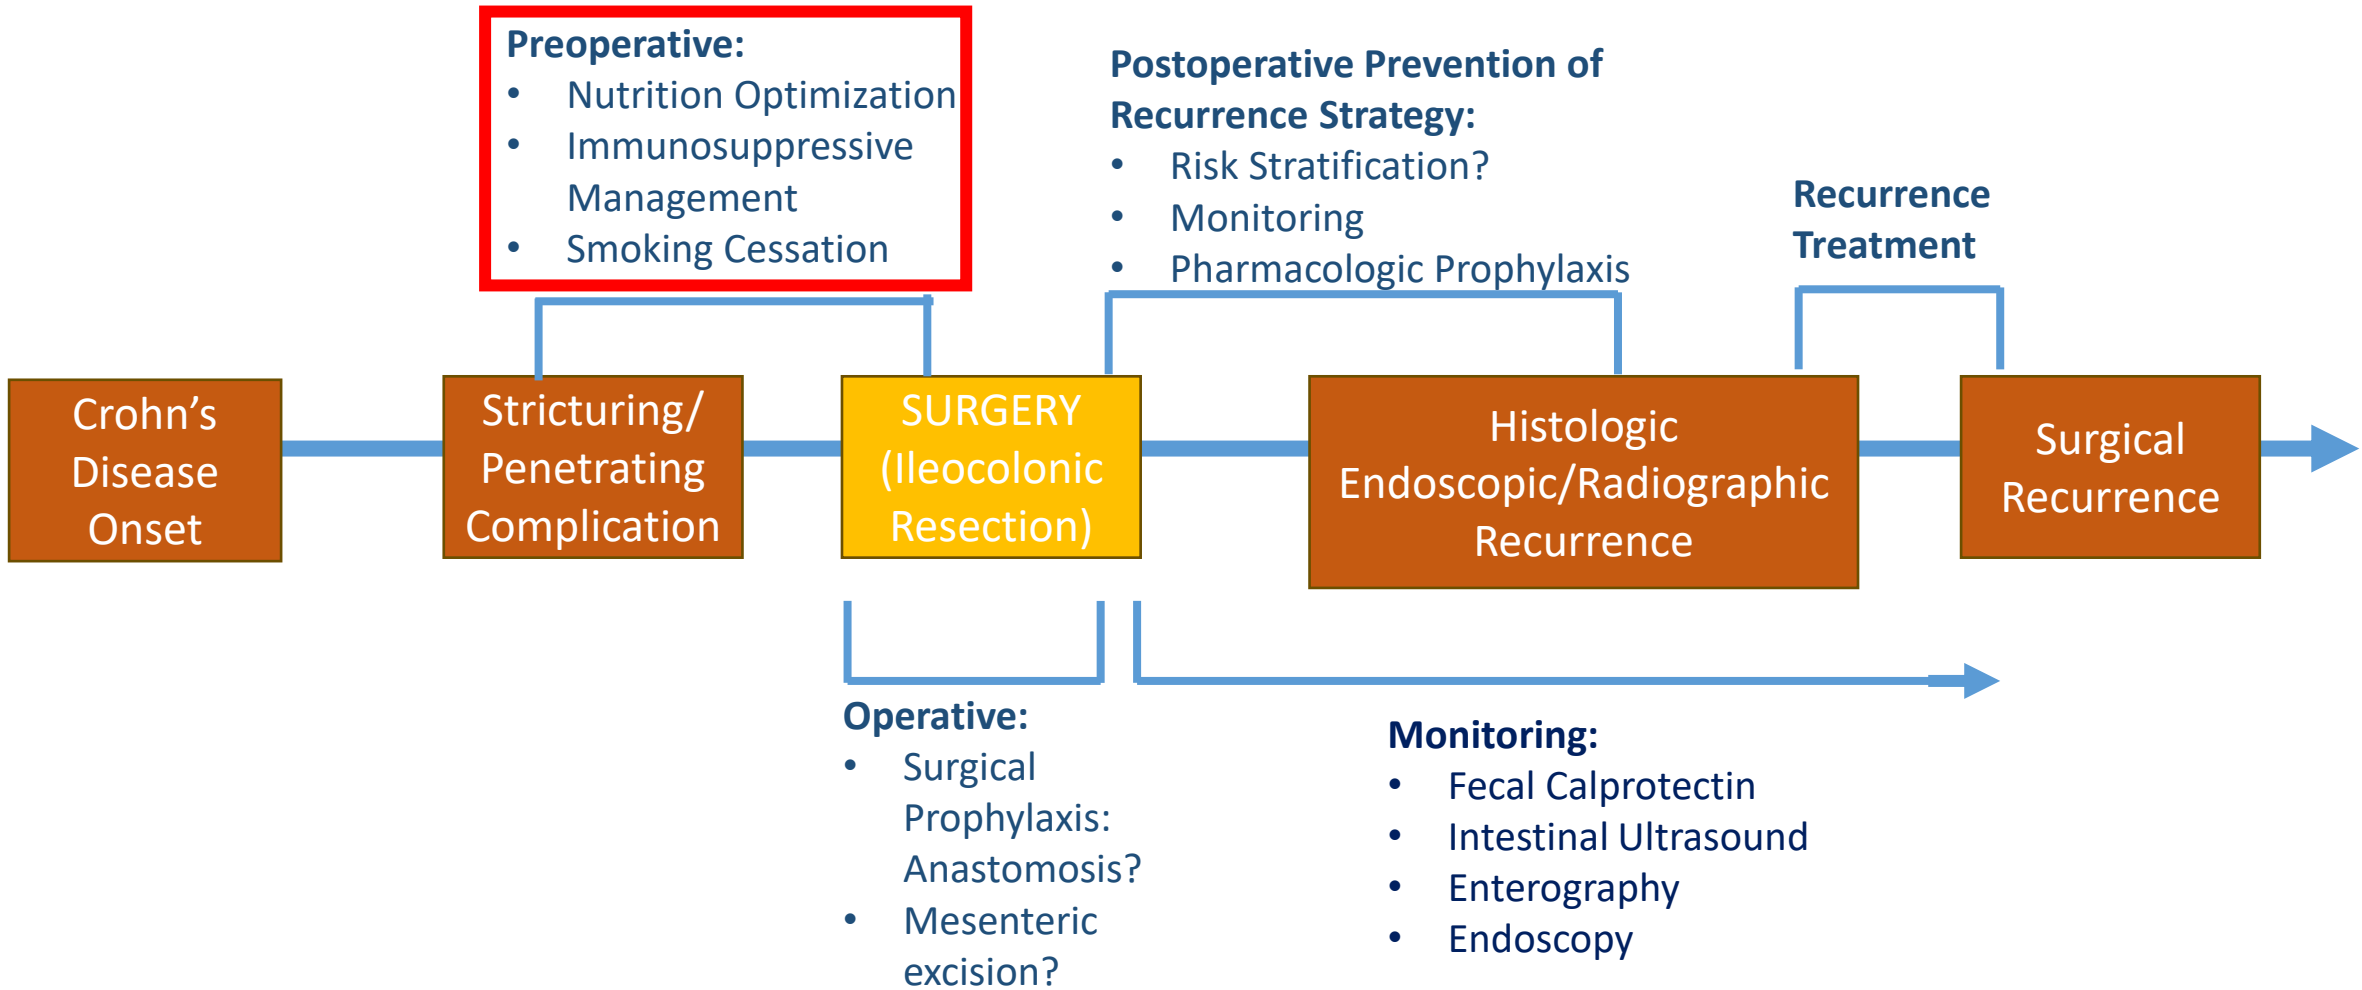 Preoperative:
• Nutrition Optimization
• Immunosuppressive
Management
• Smoking Cessation
Postoperative Prevention of
Recurrence Strategy:
• Risk Stratification?
• Monitoring
• Pharmacologic Prophylaxis
Recurrence
Treatment
Crohn’s
Disease
Onset
Stricturing/
Penetrating
Complication
SURGERY
(Ileocolonic
Resection)
Histologic
Endoscopic/Radiographic
Recurrence
Surgical
Recurrence
Operative:
• Surgical
Prophylaxis:
Anastomosis?
• Mesenteric
excision?
Monitoring:
• Fecal Calprotectin
• Intestinal Ultrasound
• Enterography
• Endoscopy